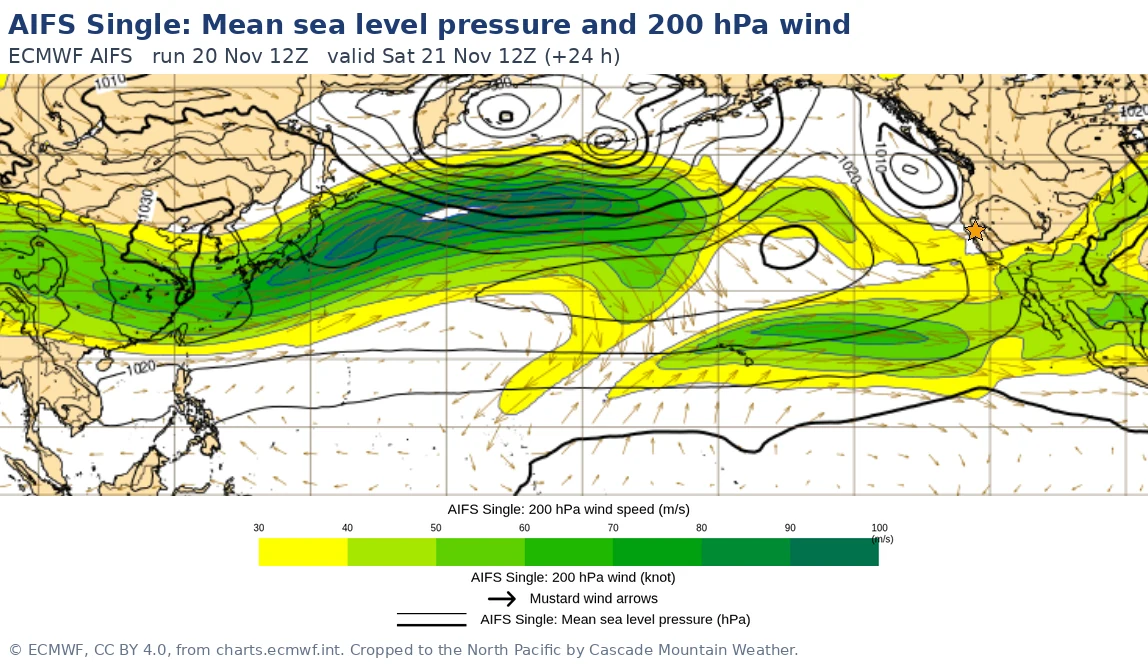 AIFS Single: Mean sea level pressure and 200 hPa wind
ECMWF AIFS run 20 Nov 12Z valid Sat 21 Nov 12Z (+24 h)
1010
1030
1020
1010
1020
AIFS Single: 200 hPa wind speed (m/s)
30 40 50 60 70 80 90 100
(m/s)
AIFS Single: 200 hPa wind (knot)
Mustard wind arrows
AIFS Single: Mean sea level pressure (hPa)
© ECMWF, CC BY 4.0, from charts.ecmwf.int. Cropped to the North Pacific by Cascade Mountain Weather.